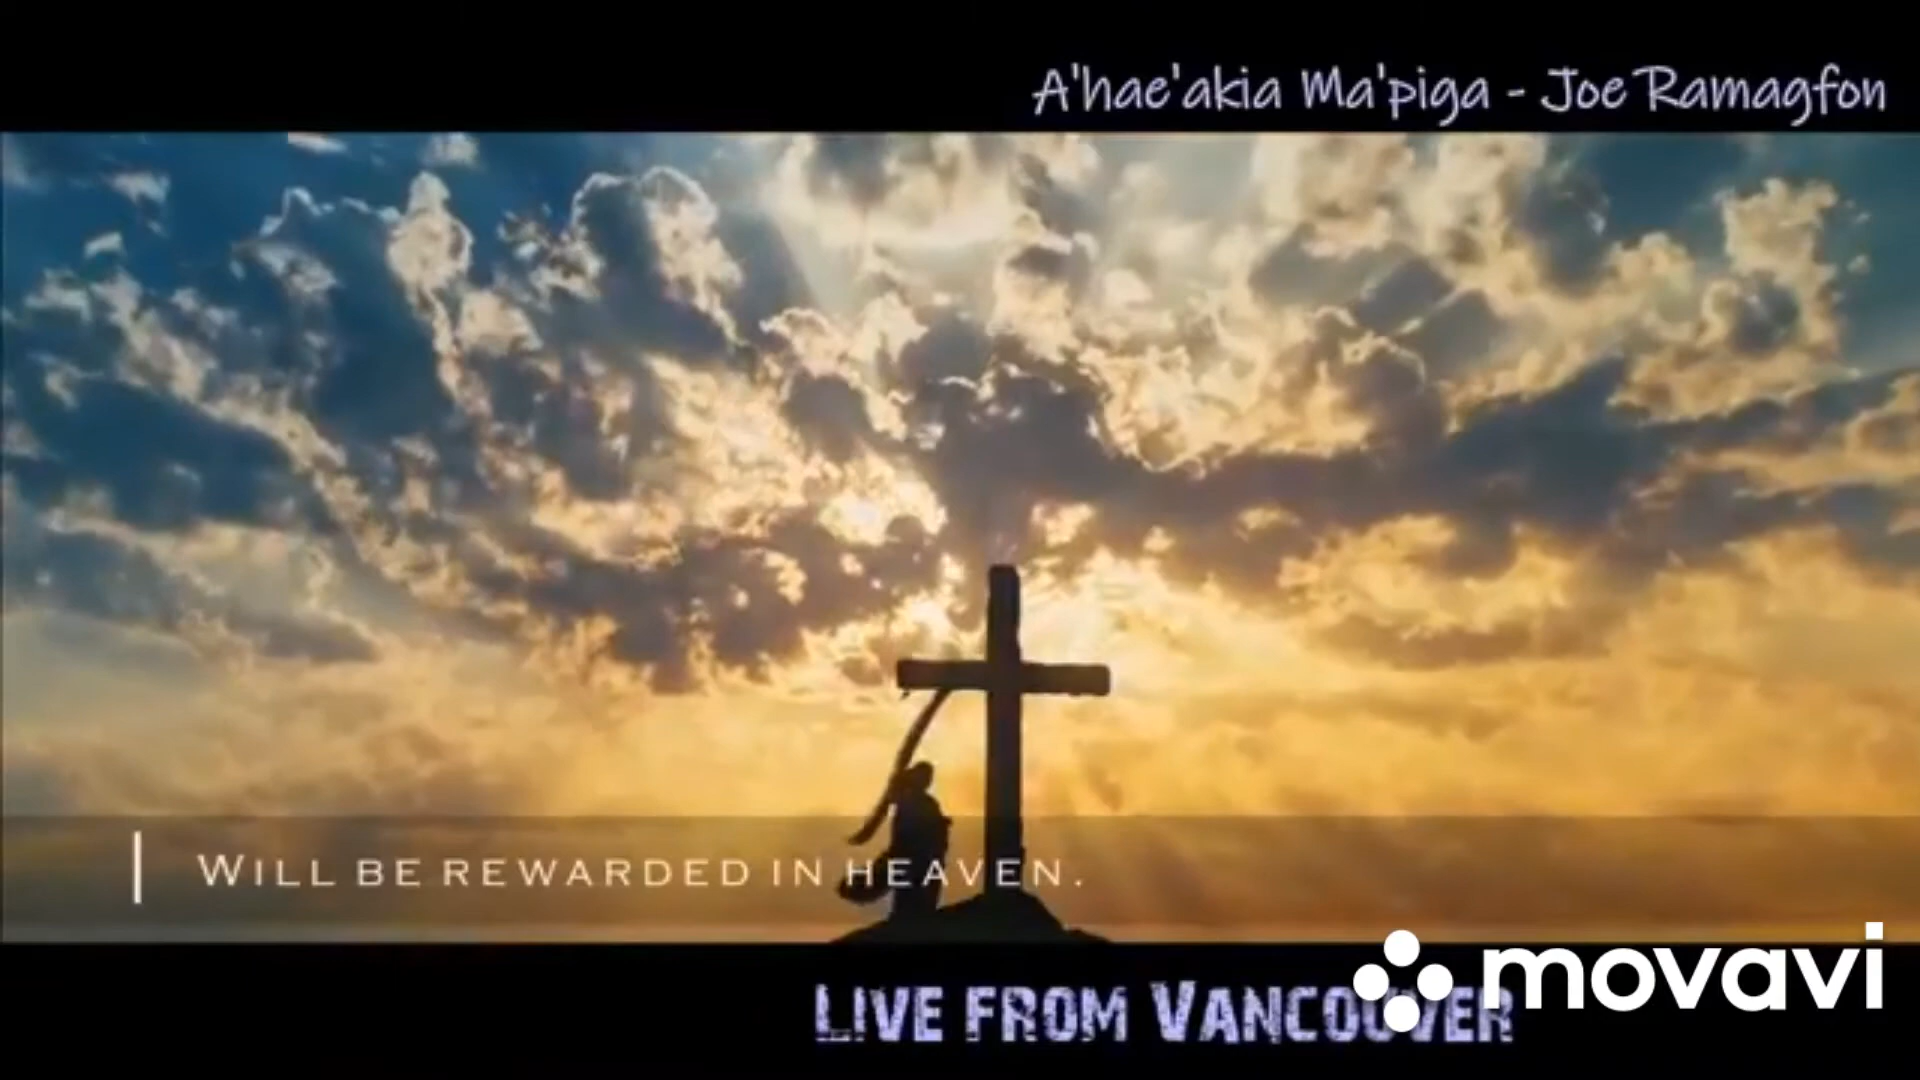 A'hae'akia Ma'piga - Joe Ramagfon
Will be rewarded in heaven.
Live from Vancouver
movavi